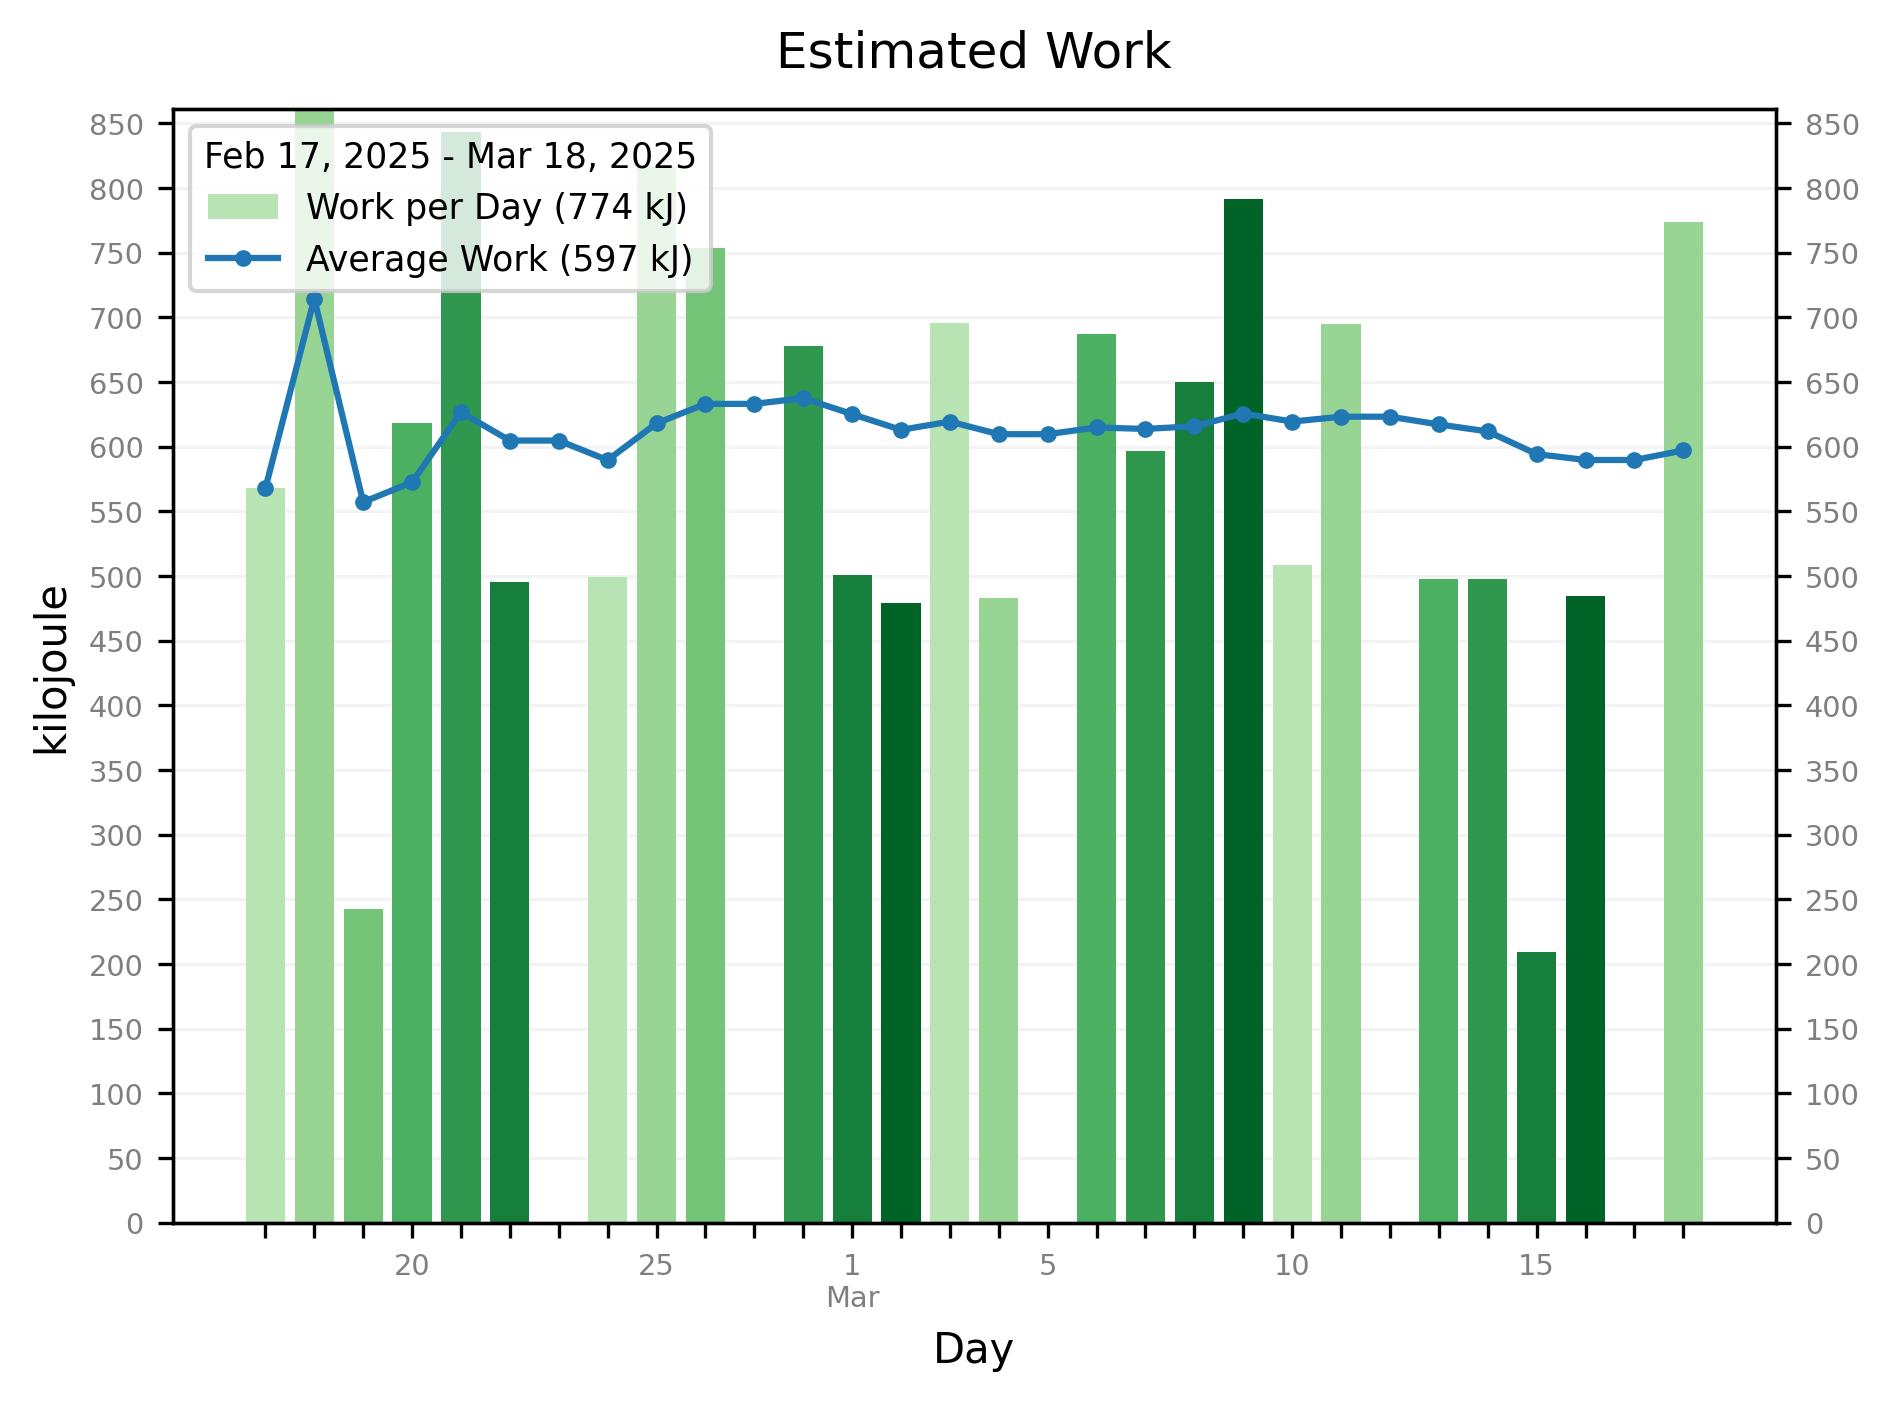 Estimated Work
Feb 17, 2025 - Mar 18, 2025
Work per Day (774 kJ)
Average Work (597 kJ)
850 850
800 800
750 750
700 700
650 650
600 600
550 550
500 500
450 450
400 400
350 350
300 300
250 250
200 200
150 150
100 100
50 50
0 0
kilojoule
20 25 1 5 10 15
Mar
Day